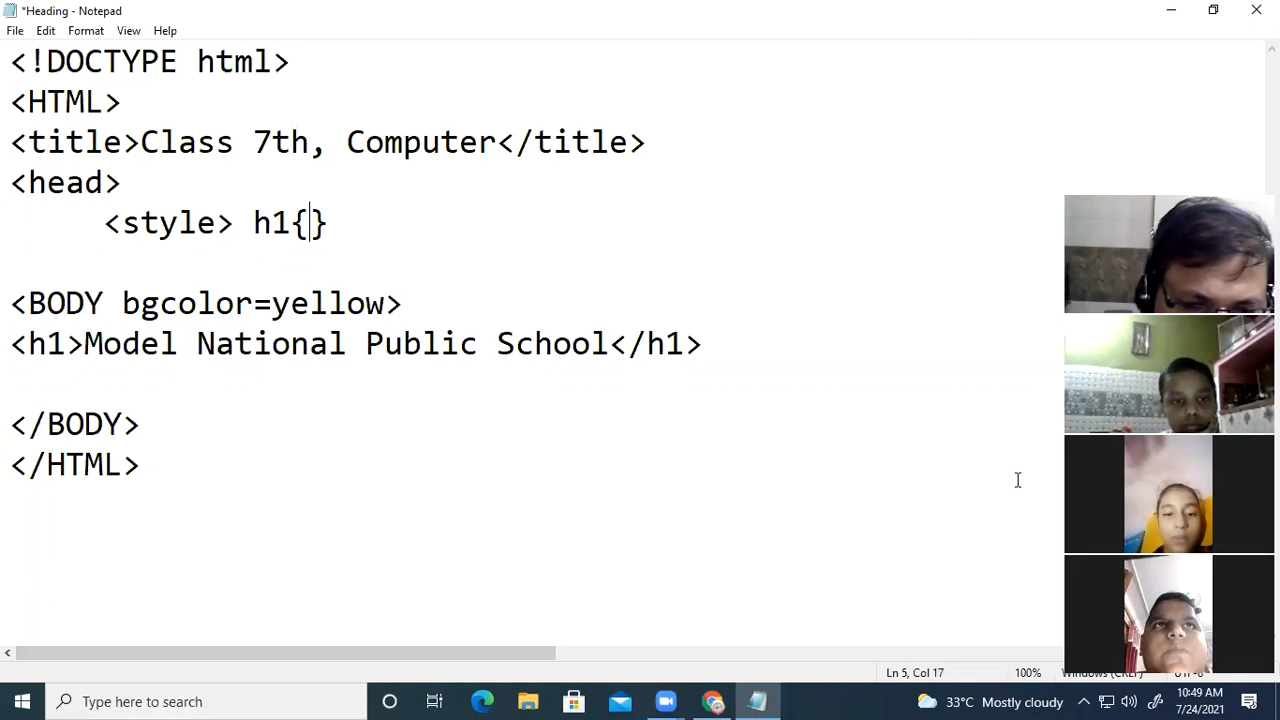 *Heading - Notepad
File Edit Format View Help
<!DOCTYPE html>
<HTML>
<title>Class 7th, Computer</title>
<head>
<style> h1{}
<BODY bgcolor=yellow>
<h1>Model National Public School</h1>
</BODY>
</HTML>
Ln 5, Col 17 100%
Type here to search
33°C Mostly cloudy
10:49 AM
7/24/2021